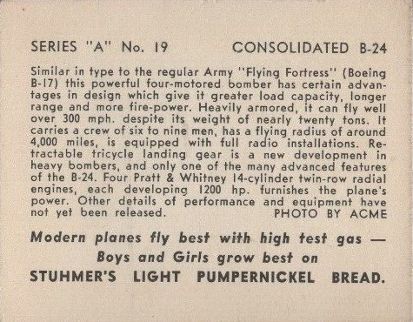 SERIES "A" No. 19 CONSOLIDATED B-24
Similar in type to the regular Army "Flying Fortress" (Boeing
B-17) this powerful four-motored bomber has certain advan-
tages in design which give it greater load capacity, longer
range and more fire-power. Heavily armored, it can fly well
over 300 mph. despite its weight of nearly twenty tons. It
carries a crew of six to nine men, has a flying radius of around
4,000 miles, is equipped with full radio installations. Re-
tractable tricycle landing gear is a new development in
heavy bombers, and only one of the many advanced features
of the B-24. Four Pratt & Whitney 14-cylinder twin-row radial
engines, each developing 1200 hp. furnishes the plane's
power. Other details of performance and equipment have
not yet been released. PHOTO BY ACME
Modern planes fly best with high test gas —
Boys and Girls grow best on
STUHMER'S LIGHT PUMPERNICKEL BREAD.